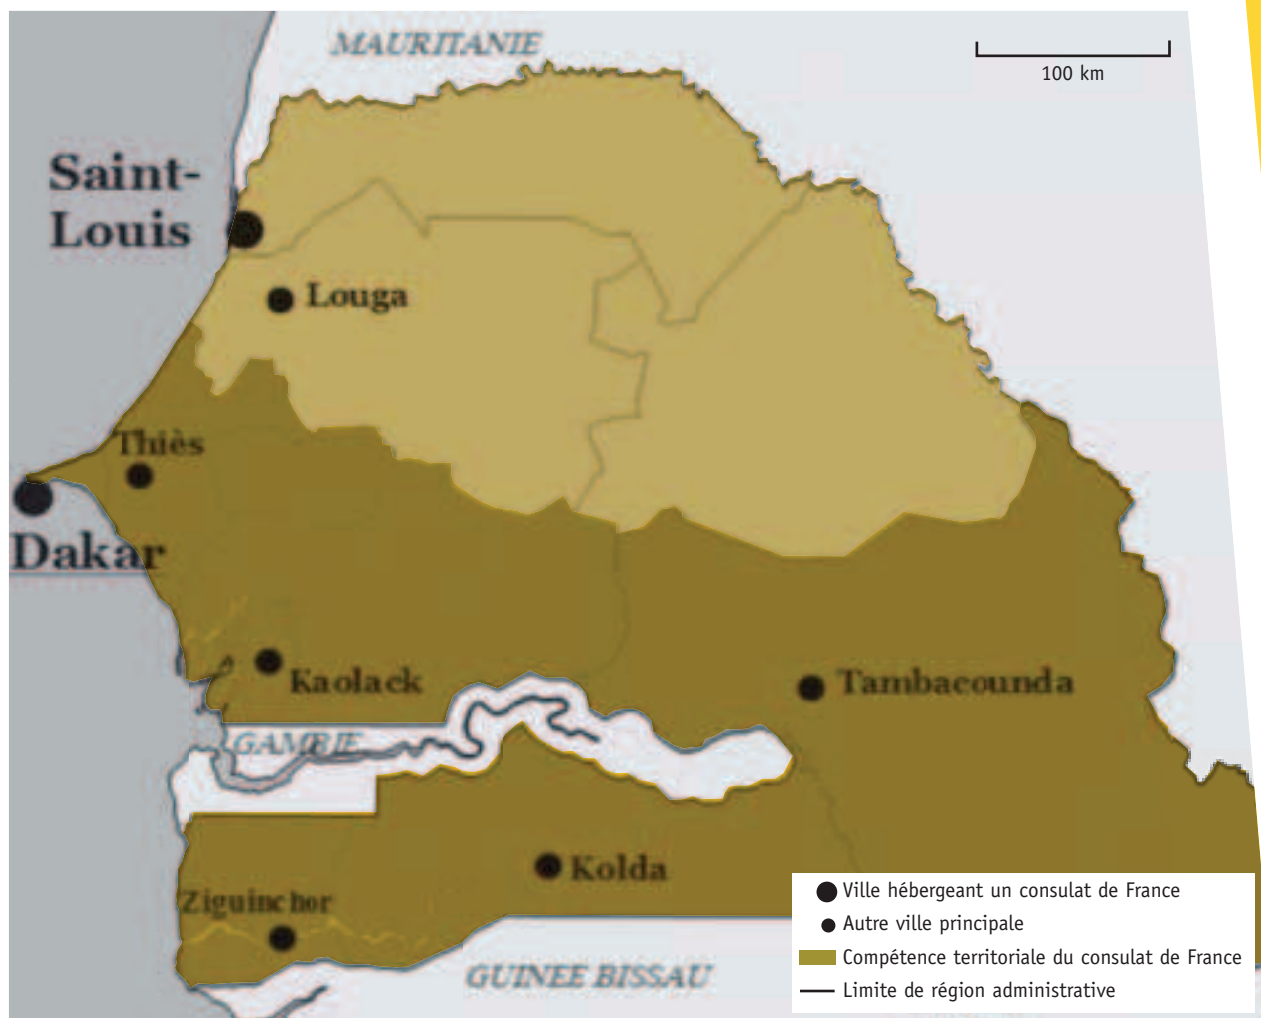 MAURITANIE
100 km
Saint-
Louis
Louga
Thiès
Dakar
Kaolack
Tambacounda
GAMBIE
Kolda
Ziguinchor
GUINEE BISSAU
Ville hébergeant un consulat de France
Autre ville principale
Compétence territoriale du consulat de France
Limite de région administrative